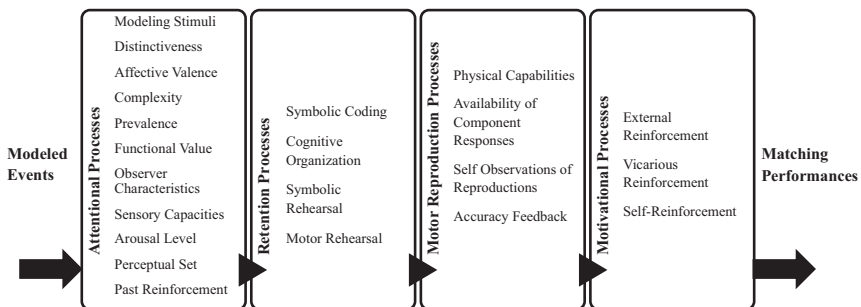 Modeled
Events
Attentional Processes
Modeling Stimuli
Distinctiveness
Affective Valence
Complexity
Prevalence
Functional Value
Observer
Characteristics
Sensory Capacities
Arousal Level
Perceptual Set
Past Reinforcement
Retention Processes
Symbolic Coding
Cognitive
Organization
Symbolic
Rehearsal
Motor Rehearsal
Motor Reproduction Processes
Physical Capabilities
Availability of
Component
Responses
Self Observations of
Reproductions
Accuracy Feedback
Motivational Processes
External
Reinforcement
Vicarious
Reinforcement
Self-Reinforcement
Matching
Performances